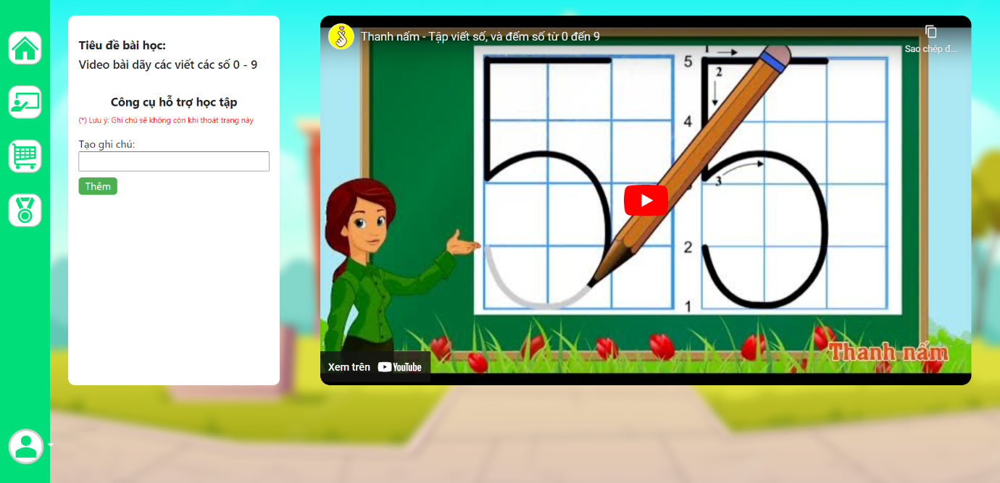 Tiêu đề bài học:
Video bài dãy các viết các số 0 - 9
Công cụ hỗ trợ học tập
(*) Lưu ý: Ghi chú sẽ không còn khi thoát trang này
Tạo ghi chú:
Thêm
Thanh nấm - Tập viết số, và đếm số từ 0 đến 9
Sao chép đ...
5
4
2
1
1
2
3
Thanh nấm
Xem trên YouTube